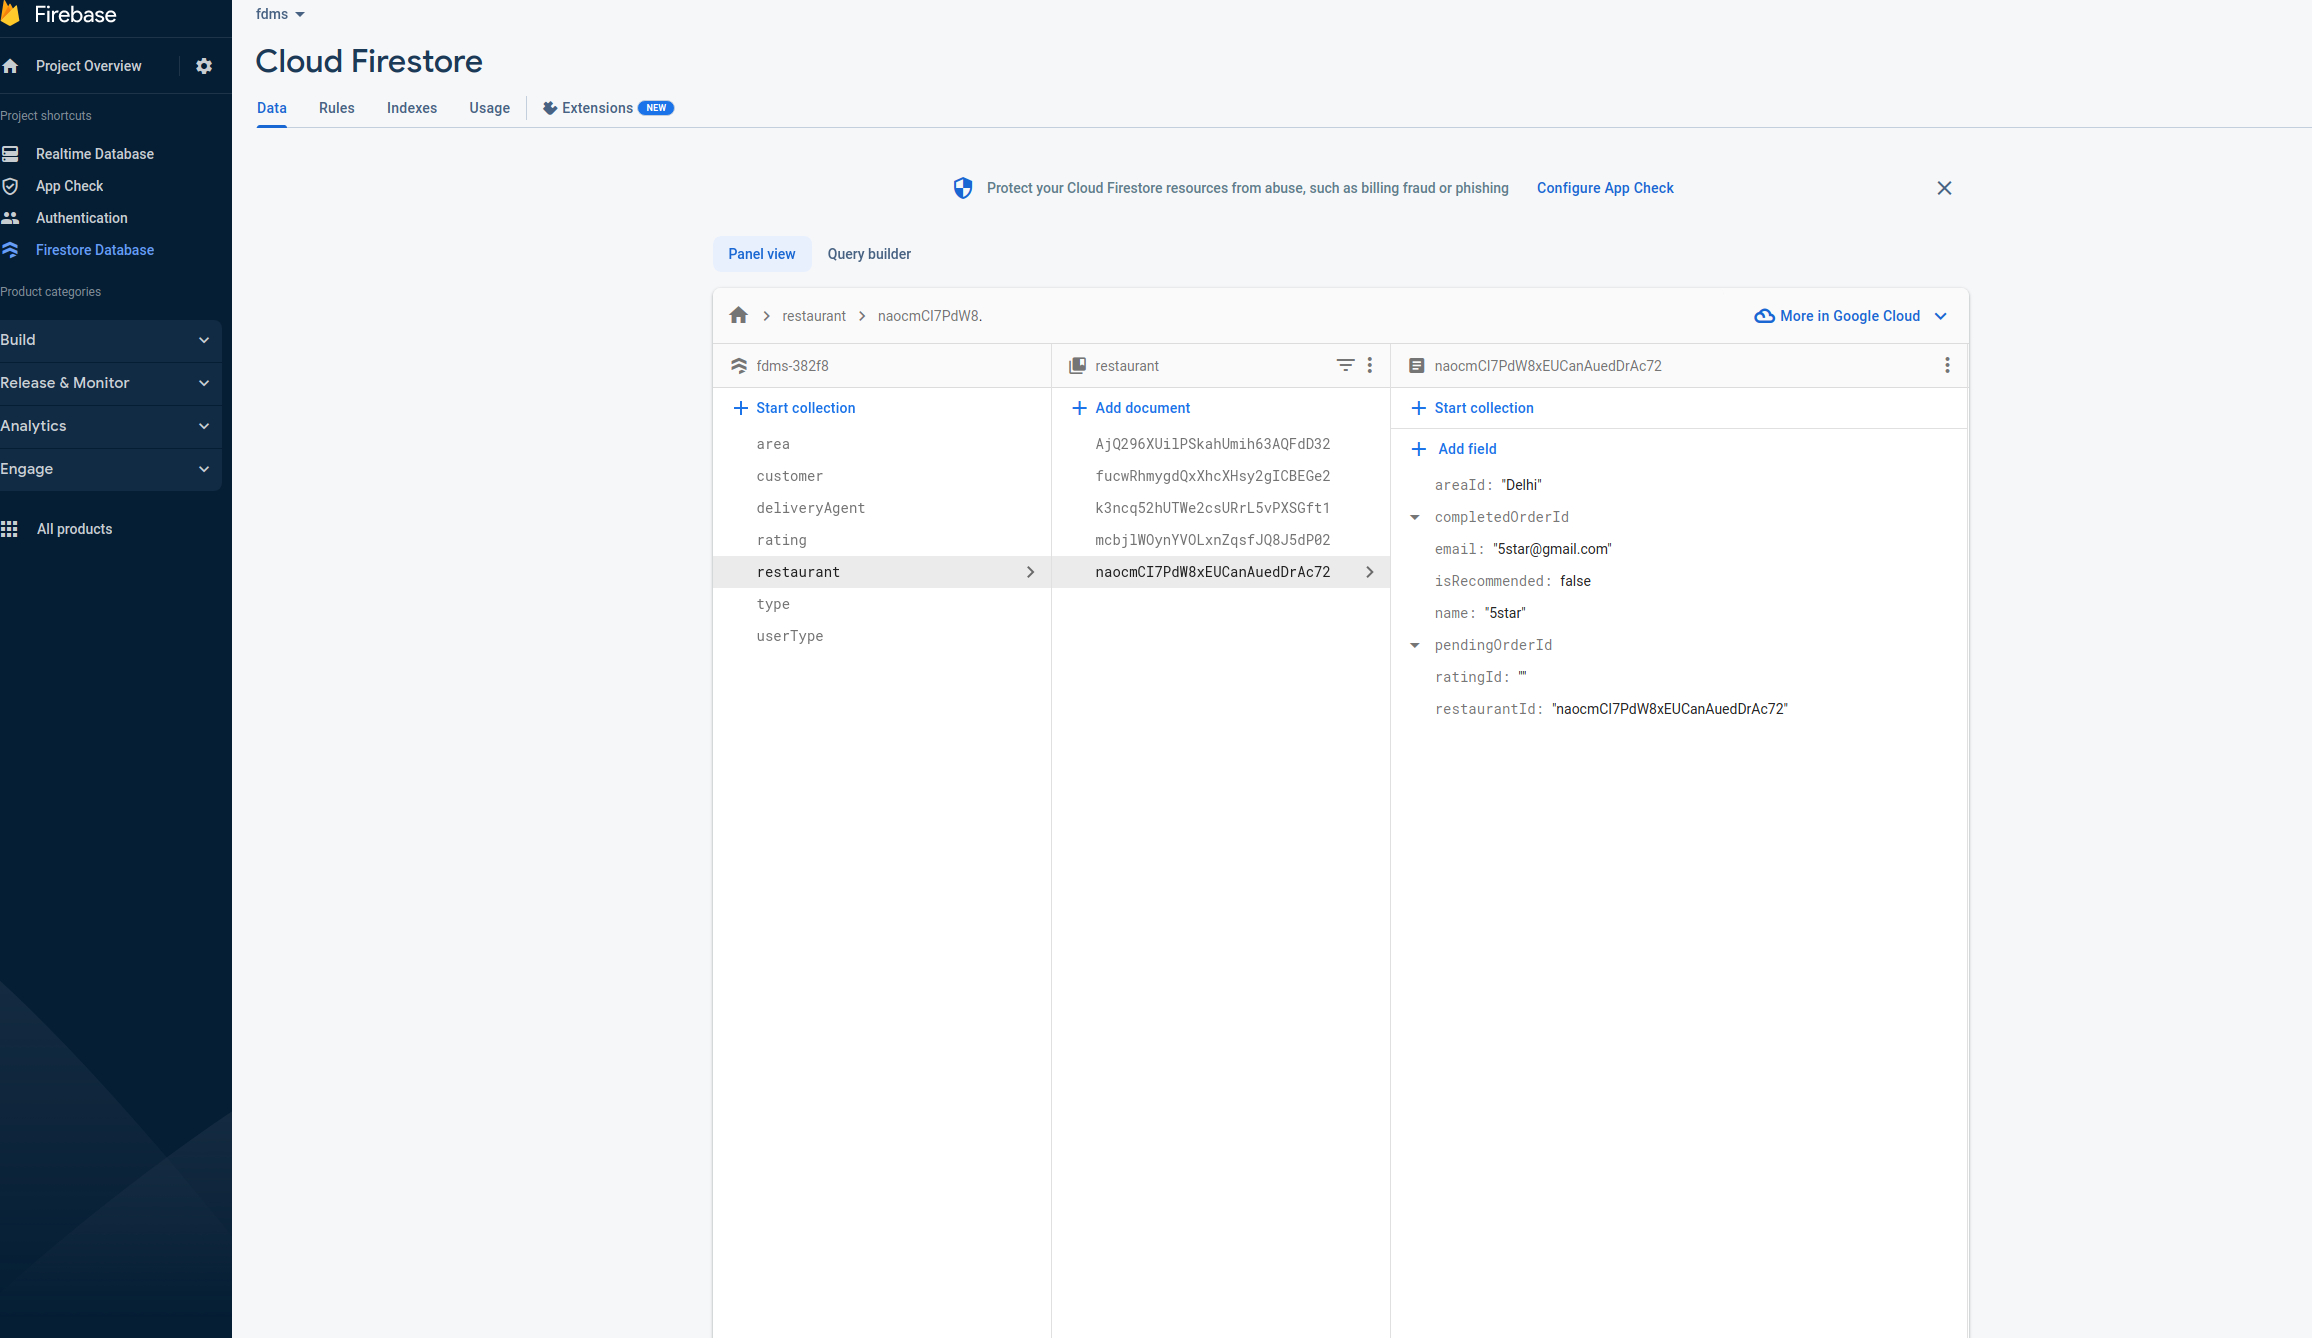 Firebase
fdms
Project Overview
Cloud Firestore
Data Rules Indexes Usage Extensions NEW
Project shortcuts
Realtime Database
App Check
Authentication
Firestore Database
Product categories
Build
Release & Monitor
Analytics
Engage
All products
Protect your Cloud Firestore resources from abuse, such as billing fraud or phishing Configure App Check
Panel view Query builder
restaurant naocmCI7PdW8.
More in Google Cloud
fdms-382f8
Start collection
area
customer
deliveryAgent
rating
restaurant
type
userType
restaurant
Add document
AjQ296XUilPSkahUmih63AQFdD32
fucwRhmygdQxXhcXHsy2gICBEGe2
k3ncq52hUTWe2csURrL5vPXSGft1
mcbjlWOynYVOLxnZqsfJQ8J5dP02
naocmCI7PdW8xEUCanAuedDrAc72
naocmCI7PdW8xEUCanAuedDrAc72
Start collection
Add field
areaId: "Delhi"
completedOrderId
email: "5star@gmail.com"
isRecommended: false
name: "5star"
pendingOrderId
ratingId: ""
restaurantId: "naocmCI7PdW8xEUCanAuedDrAc72"